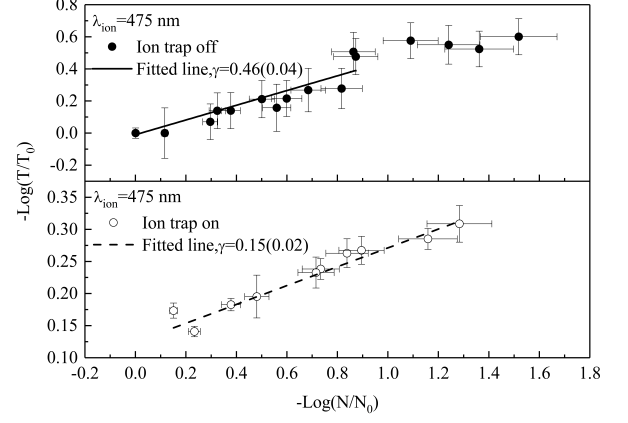 0.8
0.6
0.4
0.2
0.0
-0.2
λion=475 nm
Ion trap off
Fitted line,γ=0.46(0.04)
-Log(T/T0)
0.35
0.30
0.25
0.20
0.15
0.10
λion=475 nm
Ion trap on
Fitted line,γ=0.15(0.02)
-0.2 0.0 0.2 0.4 0.6 0.8 1.0 1.2 1.4 1.6 1.8
-Log(N/N0)